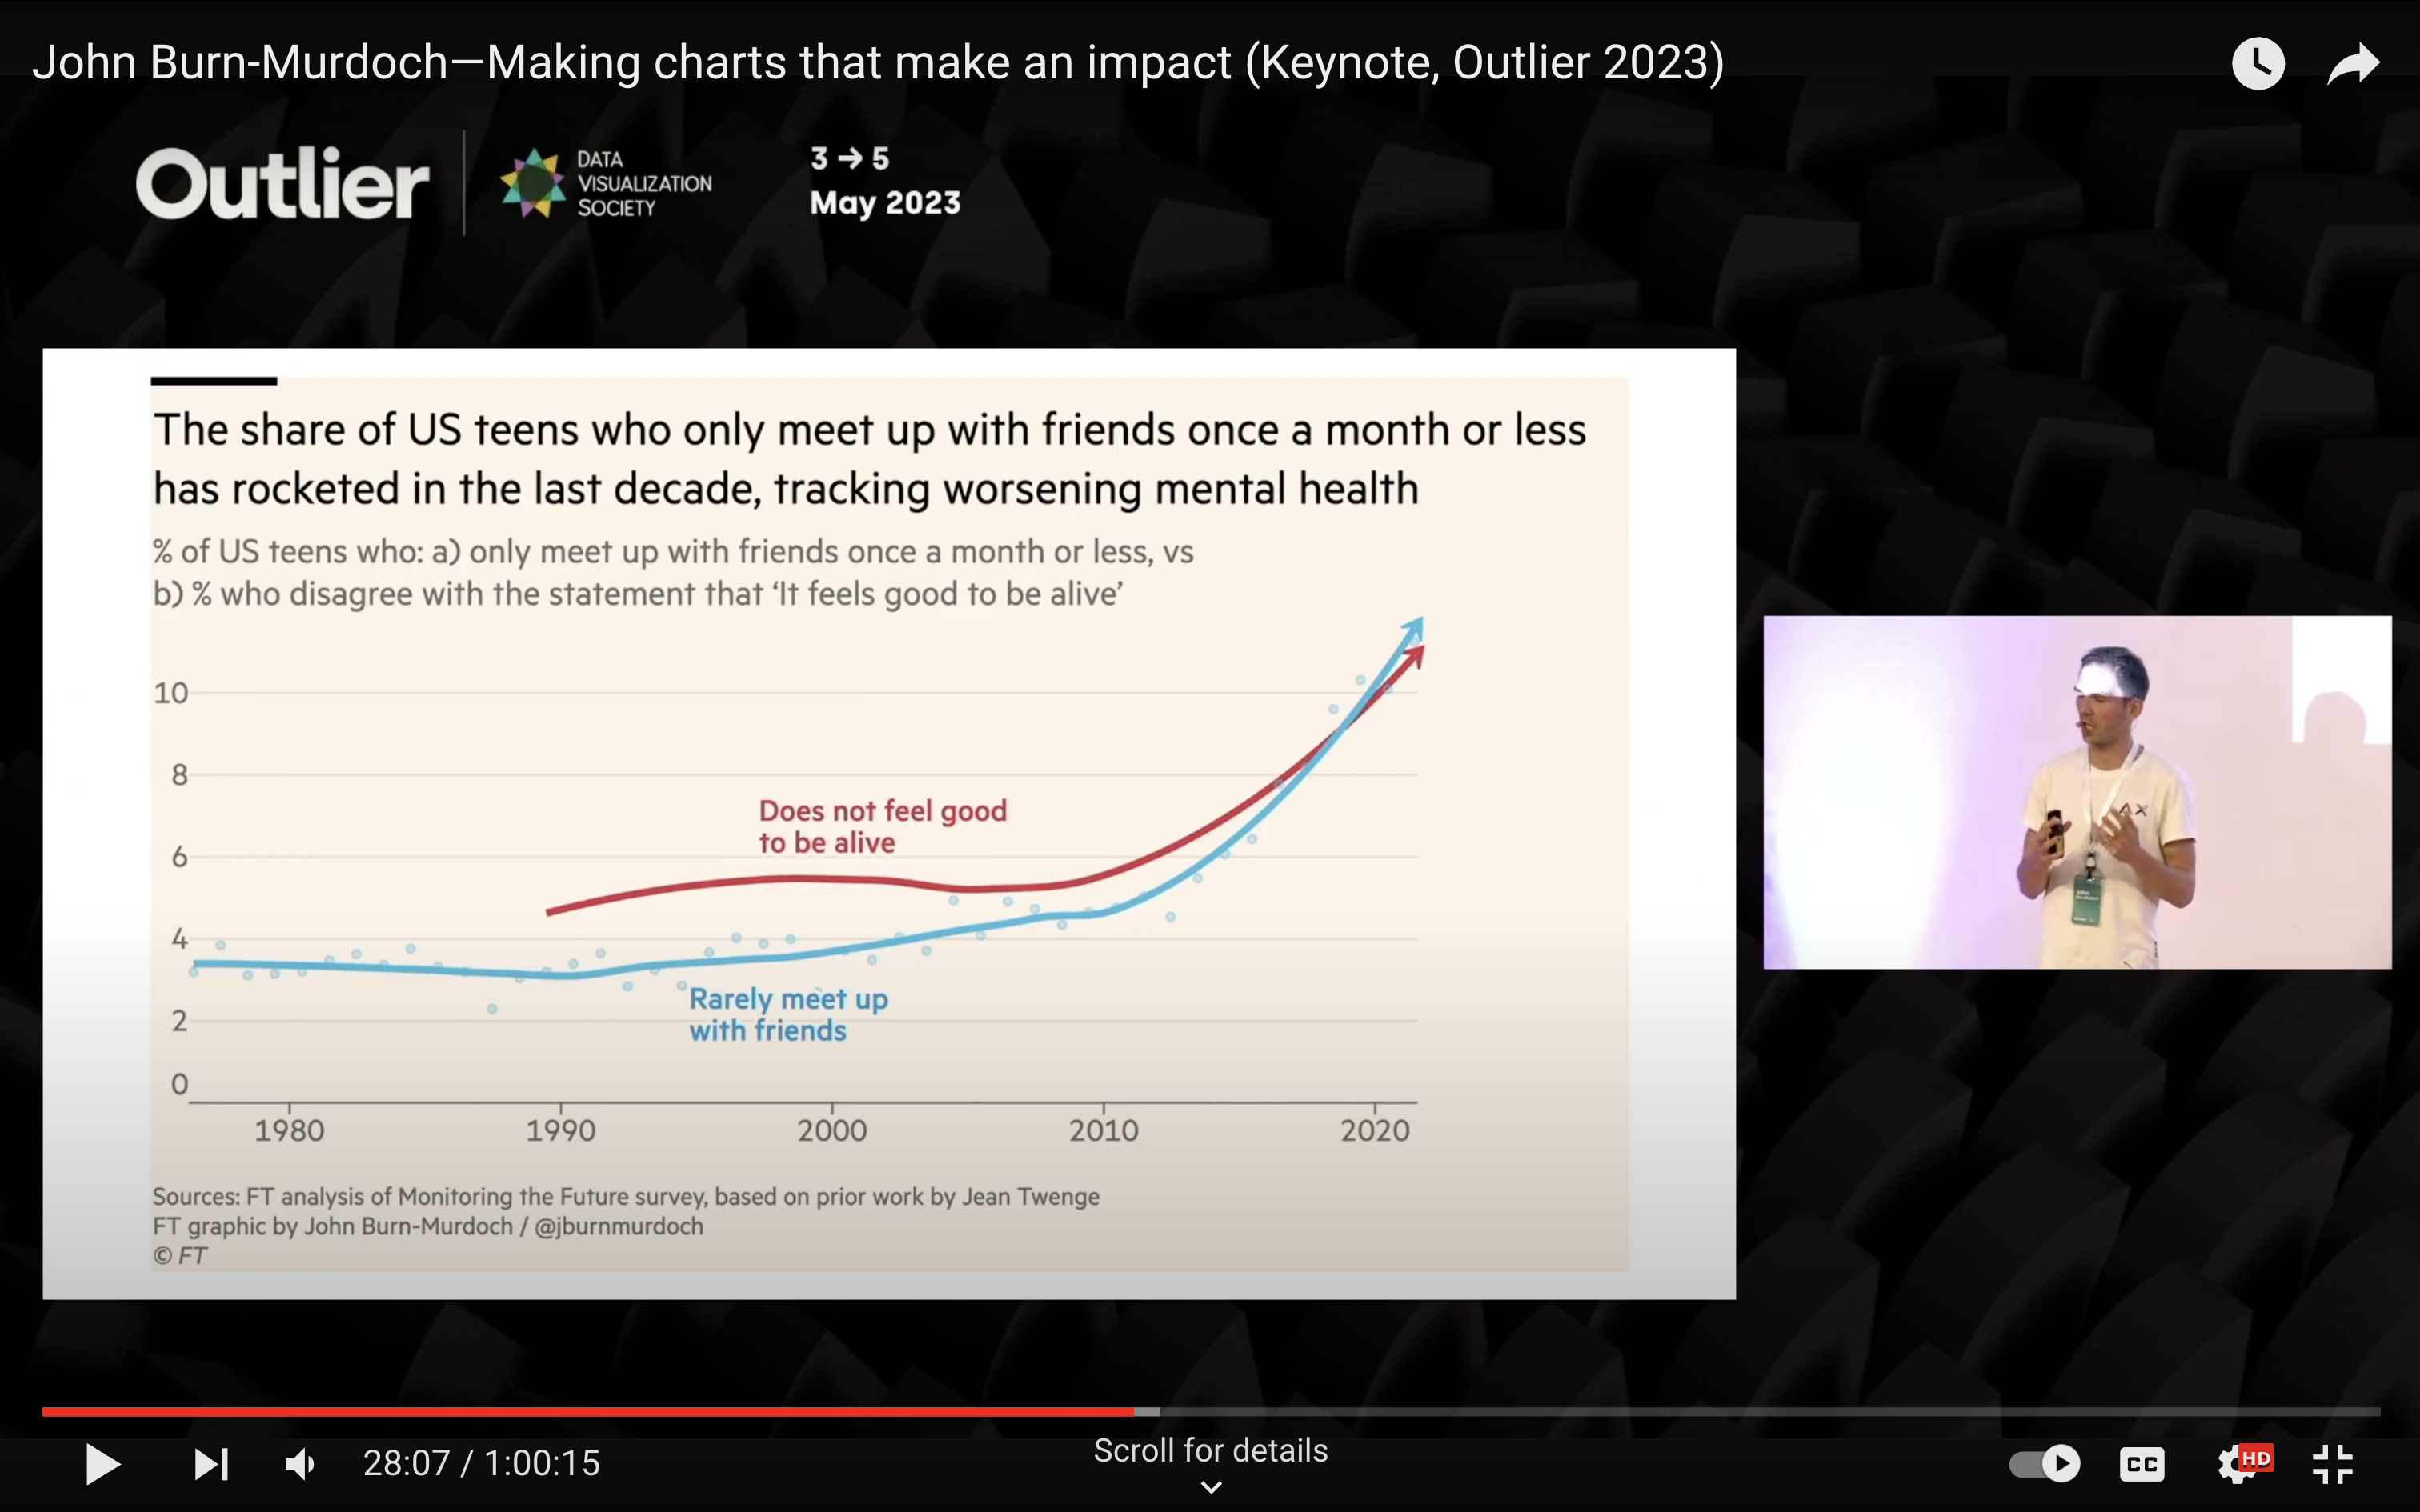 John Burn-Murdoch—Making charts that make an impact (Keynote, Outlier 2023)
Outlier
DATA
VISUALIZATION
SOCIETY
3 → 5
May 2023
The share of US teens who only meet up with friends once a month or less
has rocketed in the last decade, tracking worsening mental health
% of US teens who: a) only meet up with friends once a month or less, vs
b) % who disagree with the statement that ‘It feels good to be alive’
10
8
Does not feel good
to be alive
6
4
Rarely meet up
with friends
2
0
1980 1990 2000 2010 2020
Sources: FT analysis of Monitoring the Future survey, based on prior work by Jean Twenge
FT graphic by John Burn-Murdoch / @jburnmurdoch
© FT
28:07 / 1:00:15
Scroll for details
CC
HD